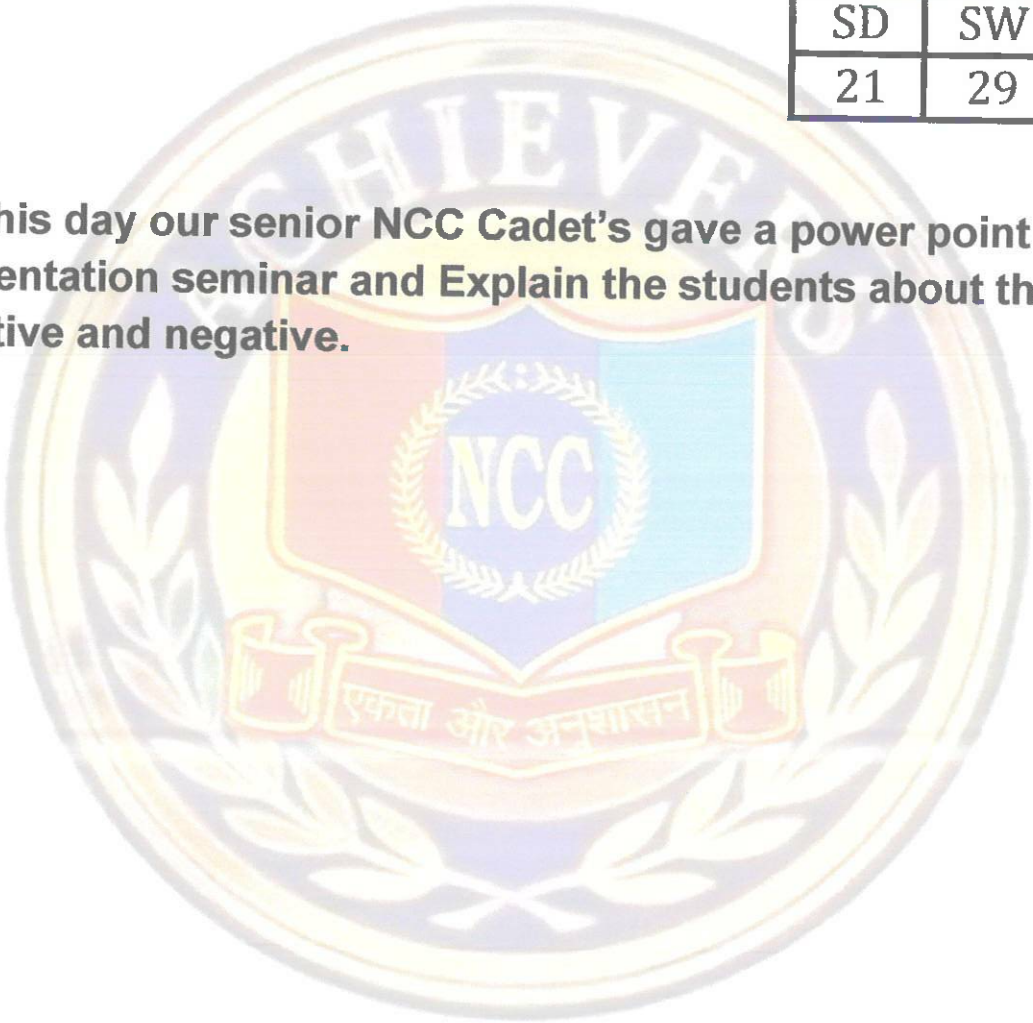 SD SW
21 29
his day our senior NCC Cadet's gave a power point
entation seminar and Explain the students about th
tive and negative.
ACHIEVERS
NCC
एकता और अनुशासन